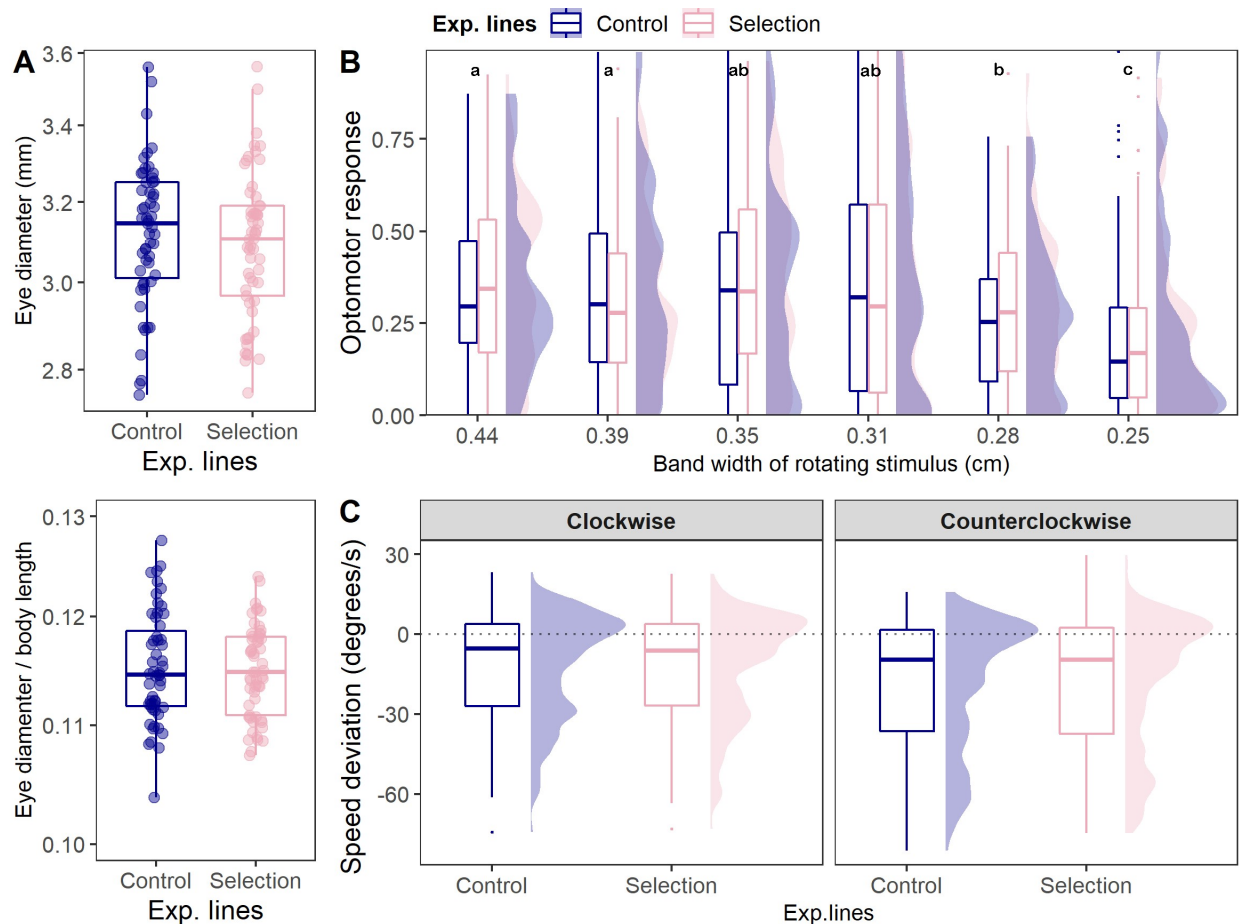 Exp. lines Control Selection
A
3.6
3.4
3.2
3.0
2.8
Eye diameter (mm)
Control Selection
Exp. lines
B
a a ab ab b c
0.75
0.50
0.25
0.00
Optomotor response
0.44 0.39 0.35 0.31 0.28 0.25
Band width of rotating stimulus (cm)
0.13
0.12
0.11
0.10
Eye diamenter / body length
Control Selection
Exp. lines
C
Clockwise Counterclockwise
30
0
-30
-60
Speed deviation (degrees/s)
Control Selection Control Selection
Exp.lines